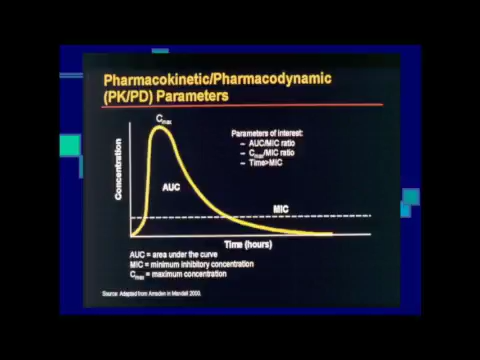 Pharmacokinetic/Pharmacodynamic
(PK/PD) Parameters
Cmax
Parameters of interest:
– AUC/MIC ratio
– Cmax/MIC ratio
– Time>MIC
Concentration
AUC
MIC
Time (hours)
AUC = area under the curve
MIC = minimum inhibitory concentration
Cmax = maximum concentration
Source: Adapted from Amsden in Mandell 2000.